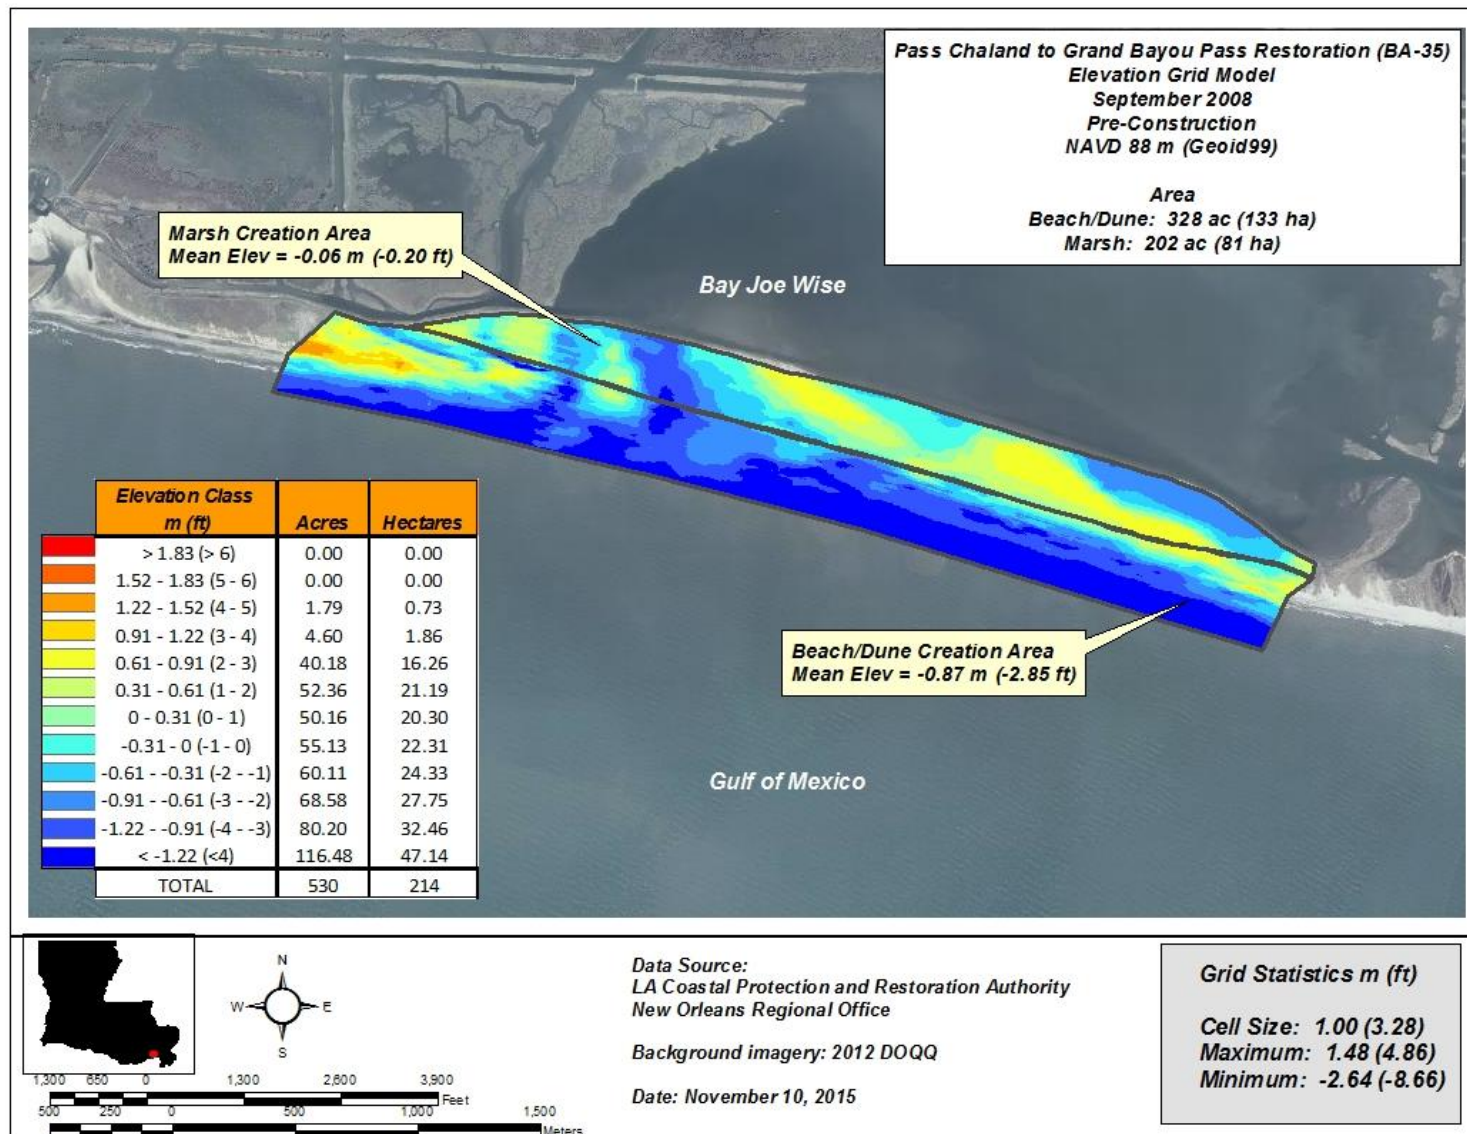 Pass Chaland to Grand Bayou Pass Restoration (BA-35)
Elevation Grid Model
September 2008
Pre-Construction
NAVD 88 m (Geoid99)
Area
Beach/Dune: 328 ac (133 ha)
Marsh: 202 ac (81 ha)
Marsh Creation Area
Mean Elev = -0.06 m (-0.20 ft)
Bay Joe Wise
Elevation Class
m (ft) Acres Hectares
> 1.83 (> 6) 0.00 0.00
1.52 - 1.83 (5 - 6) 0.00 0.00
1.22 - 1.52 (4 - 5) 1.79 0.73
0.91 - 1.22 (3 - 4) 4.60 1.86
0.61 - 0.91 (2 - 3) 40.18 16.26
0.31 - 0.61 (1 - 2) 52.36 21.19
0 - 0.31 (0 - 1) 50.16 20.30
-0.31 - 0 (-1 - 0) 55.13 22.31
-0.61 - -0.31 (-2 - -1) 60.11 24.33
-0.91 - -0.61 (-3 - -2) 68.58 27.75
-1.22 - -0.91 (-4 - -3) 80.20 32.46
< -1.22 (<4) 116.48 47.14
TOTAL 530 214
Beach/Dune Creation Area
Mean Elev = -0.87 m (-2.85 ft)
Gulf of Mexico
N
W E
S
1,300 650 0 1,300 2,600 3,900
Feet
500 250 0 500 1,000 1,500
Meters
Data Source:
LA Coastal Protection and Restoration Authority
New Orleans Regional Office
Background imagery: 2012 DOQQ
Date: November 10, 2015
Grid Statistics m (ft)
Cell Size: 1.00 (3.28)
Maximum: 1.48 (4.86)
Minimum: -2.64 (-8.66)